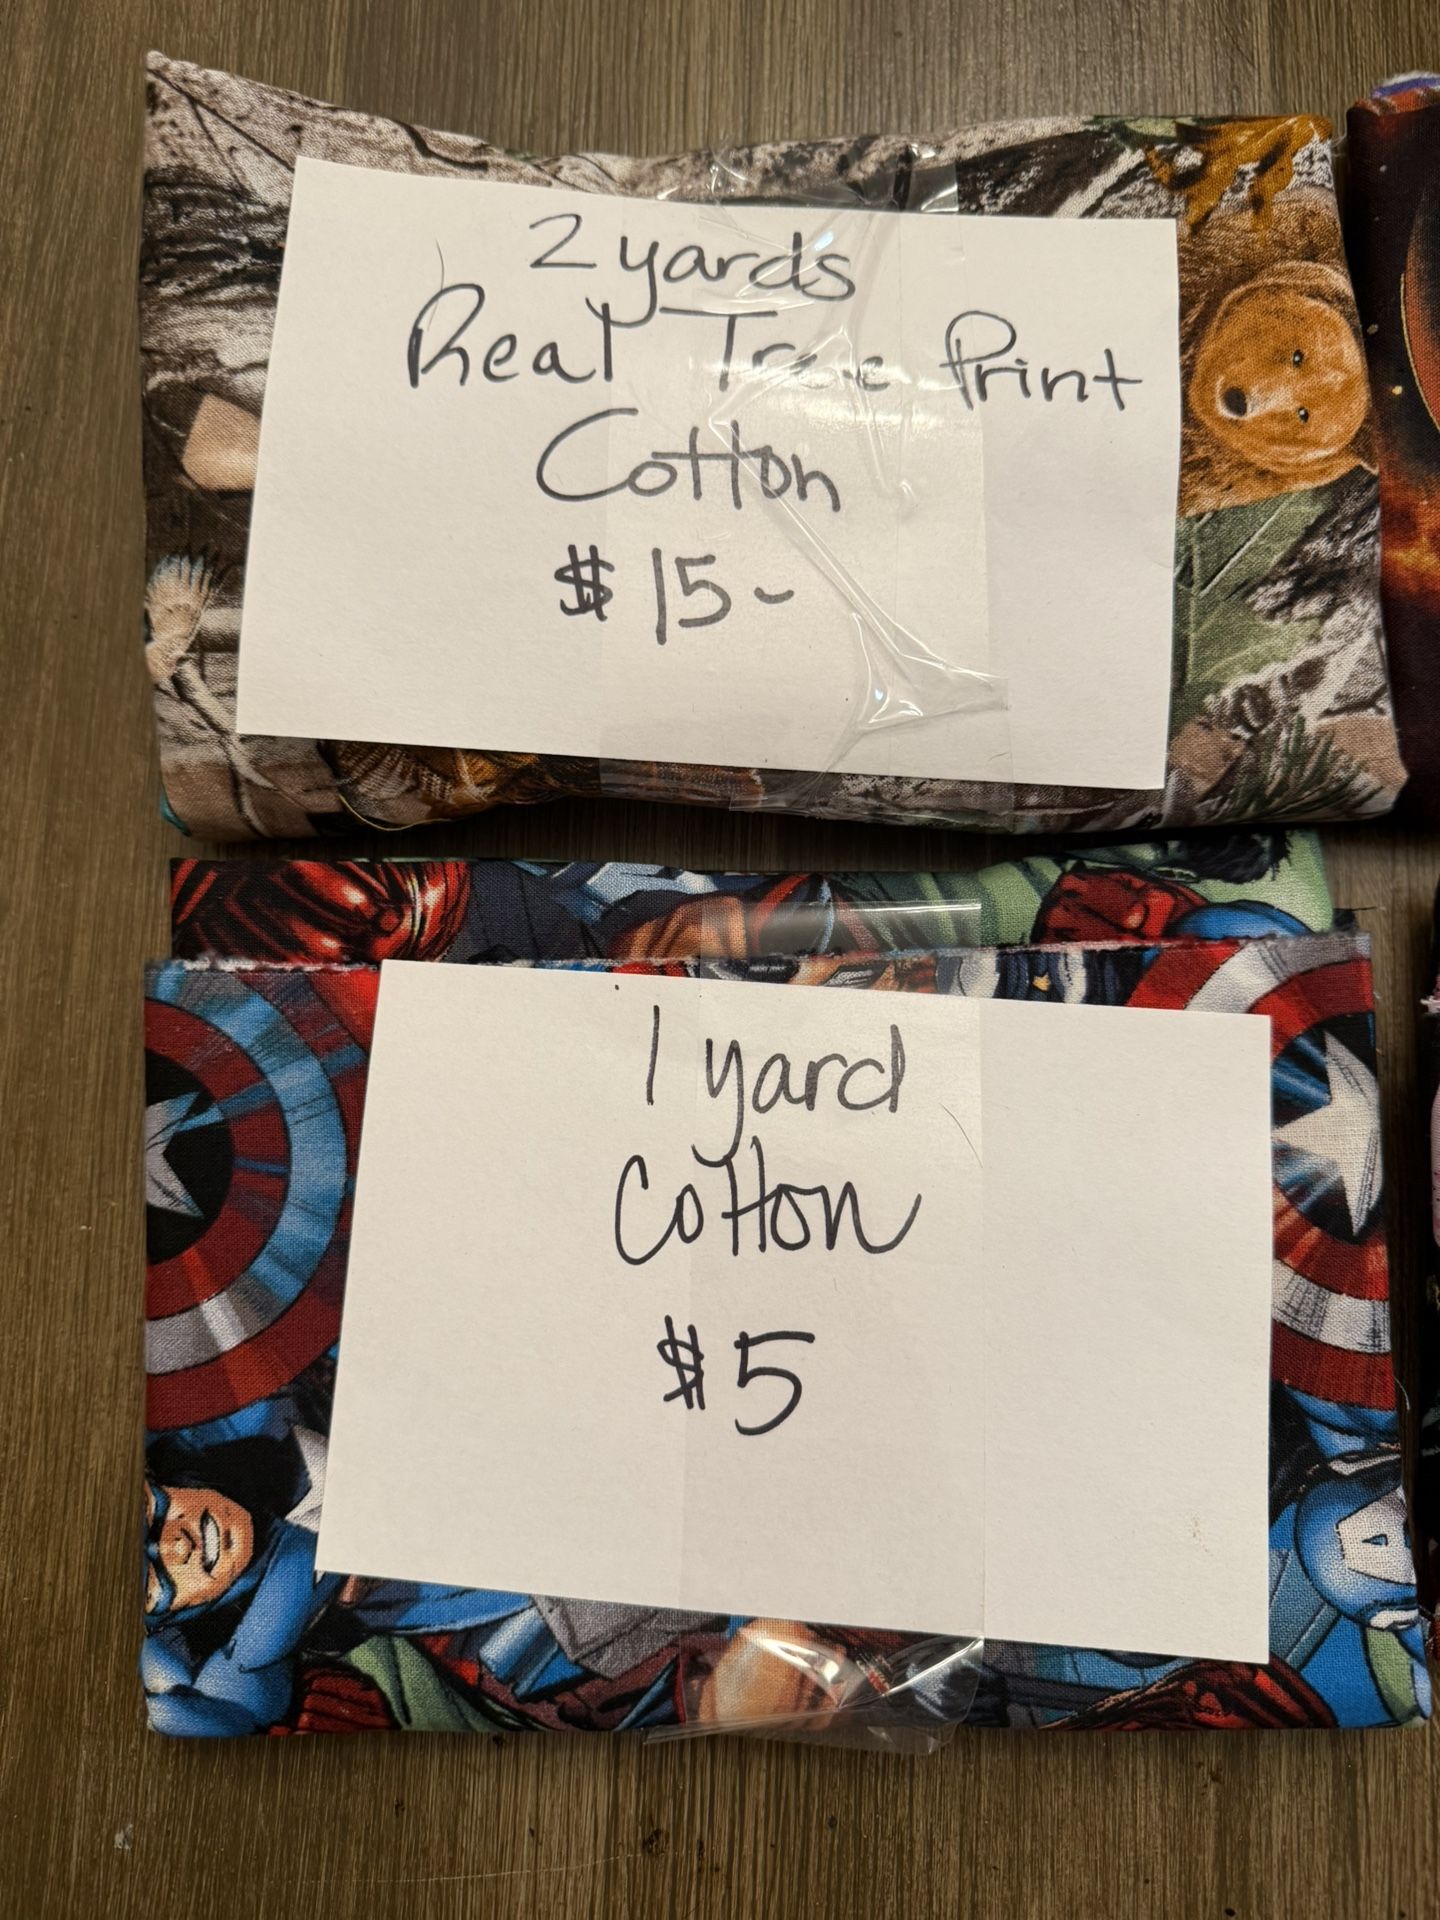 2 yards
Real Tree Print
Cotton
$15-
1 yard
Cotton
$5
A